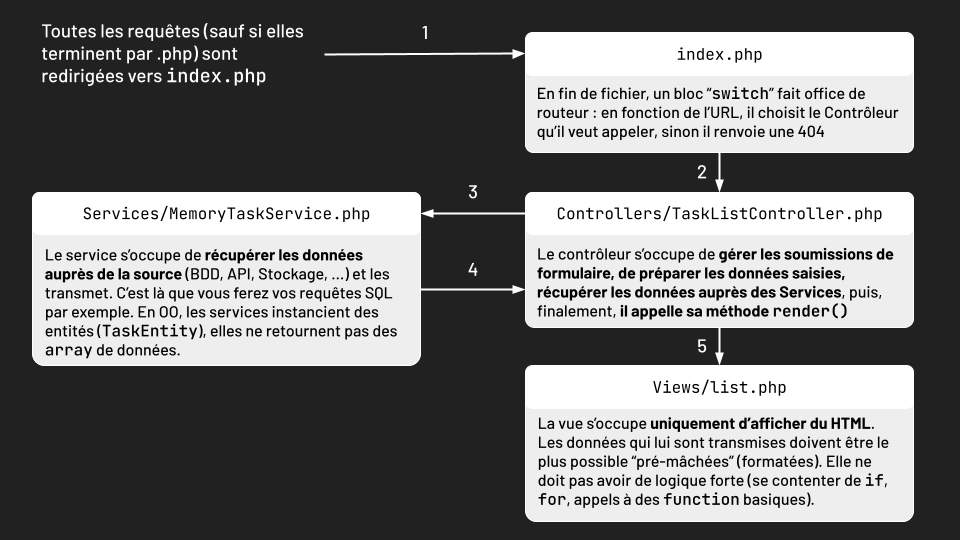 Toutes les requêtes (sauf si elles
terminent par .php) sont
redirigées vers index.php
1
index.php
En fin de fichier, un bloc “switch” fait office de
routeur : en fonction de l’URL, il choisit le Contrôleur
qu’il veut appeler, sinon il renvoie une 404
2
3
Services/MemoryTaskService.php
Le service s’occupe de récupérer les données
auprès de la source (BDD, API, Stockage, ...) et les
transmet. C’est là que vous ferez vos requêtes SQL
par exemple. En OO, les services instancient des
entités (TaskEntity), elles ne retournent pas des
array de données.
4
Controllers/TaskListController.php
Le contrôleur s’occupe de gérer les soumissions de
formulaire, de préparer les données saisies,
récupérer les données auprès des Services, puis,
finalement, il appelle sa méthode render()
5
Views/list.php
La vue s’occupe uniquement d’afficher du HTML.
Les données qui lui sont transmises doivent être le
plus possible “pré-mâchées” (formatées). Elle ne
doit pas avoir de logique forte (se contenter de if,
for, appels à des function basiques).